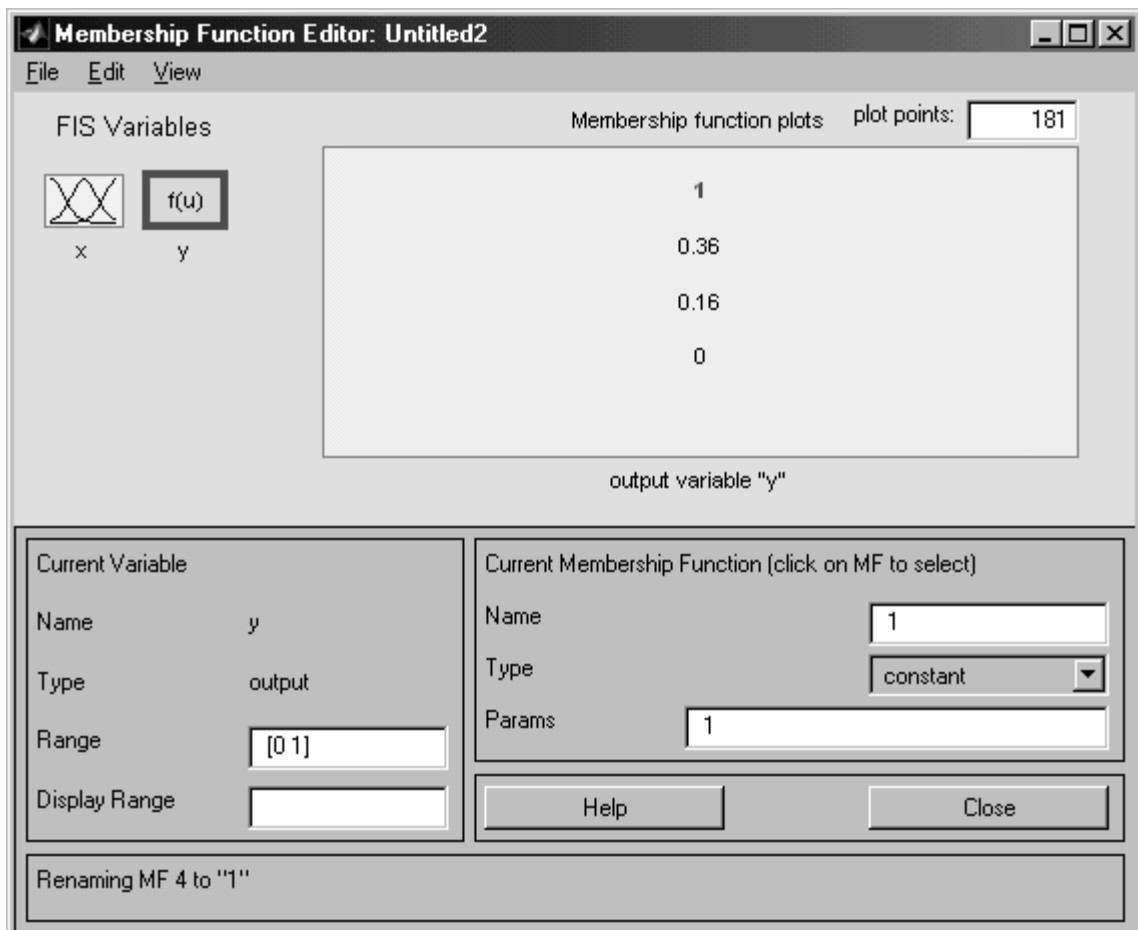 Membership Function Editor: Untitled2
File Edit View
FIS Variables
Membership function plots plot points: 181
f(u)
x y
1
0.36
0.16
0
output variable "y"
Current Variable
Name y
Type output
Range [0 1]
Display Range
Current Membership Function (click on MF to select)
Name 1
Type constant
Params 1
Help Close
Renaming MF 4 to "1"